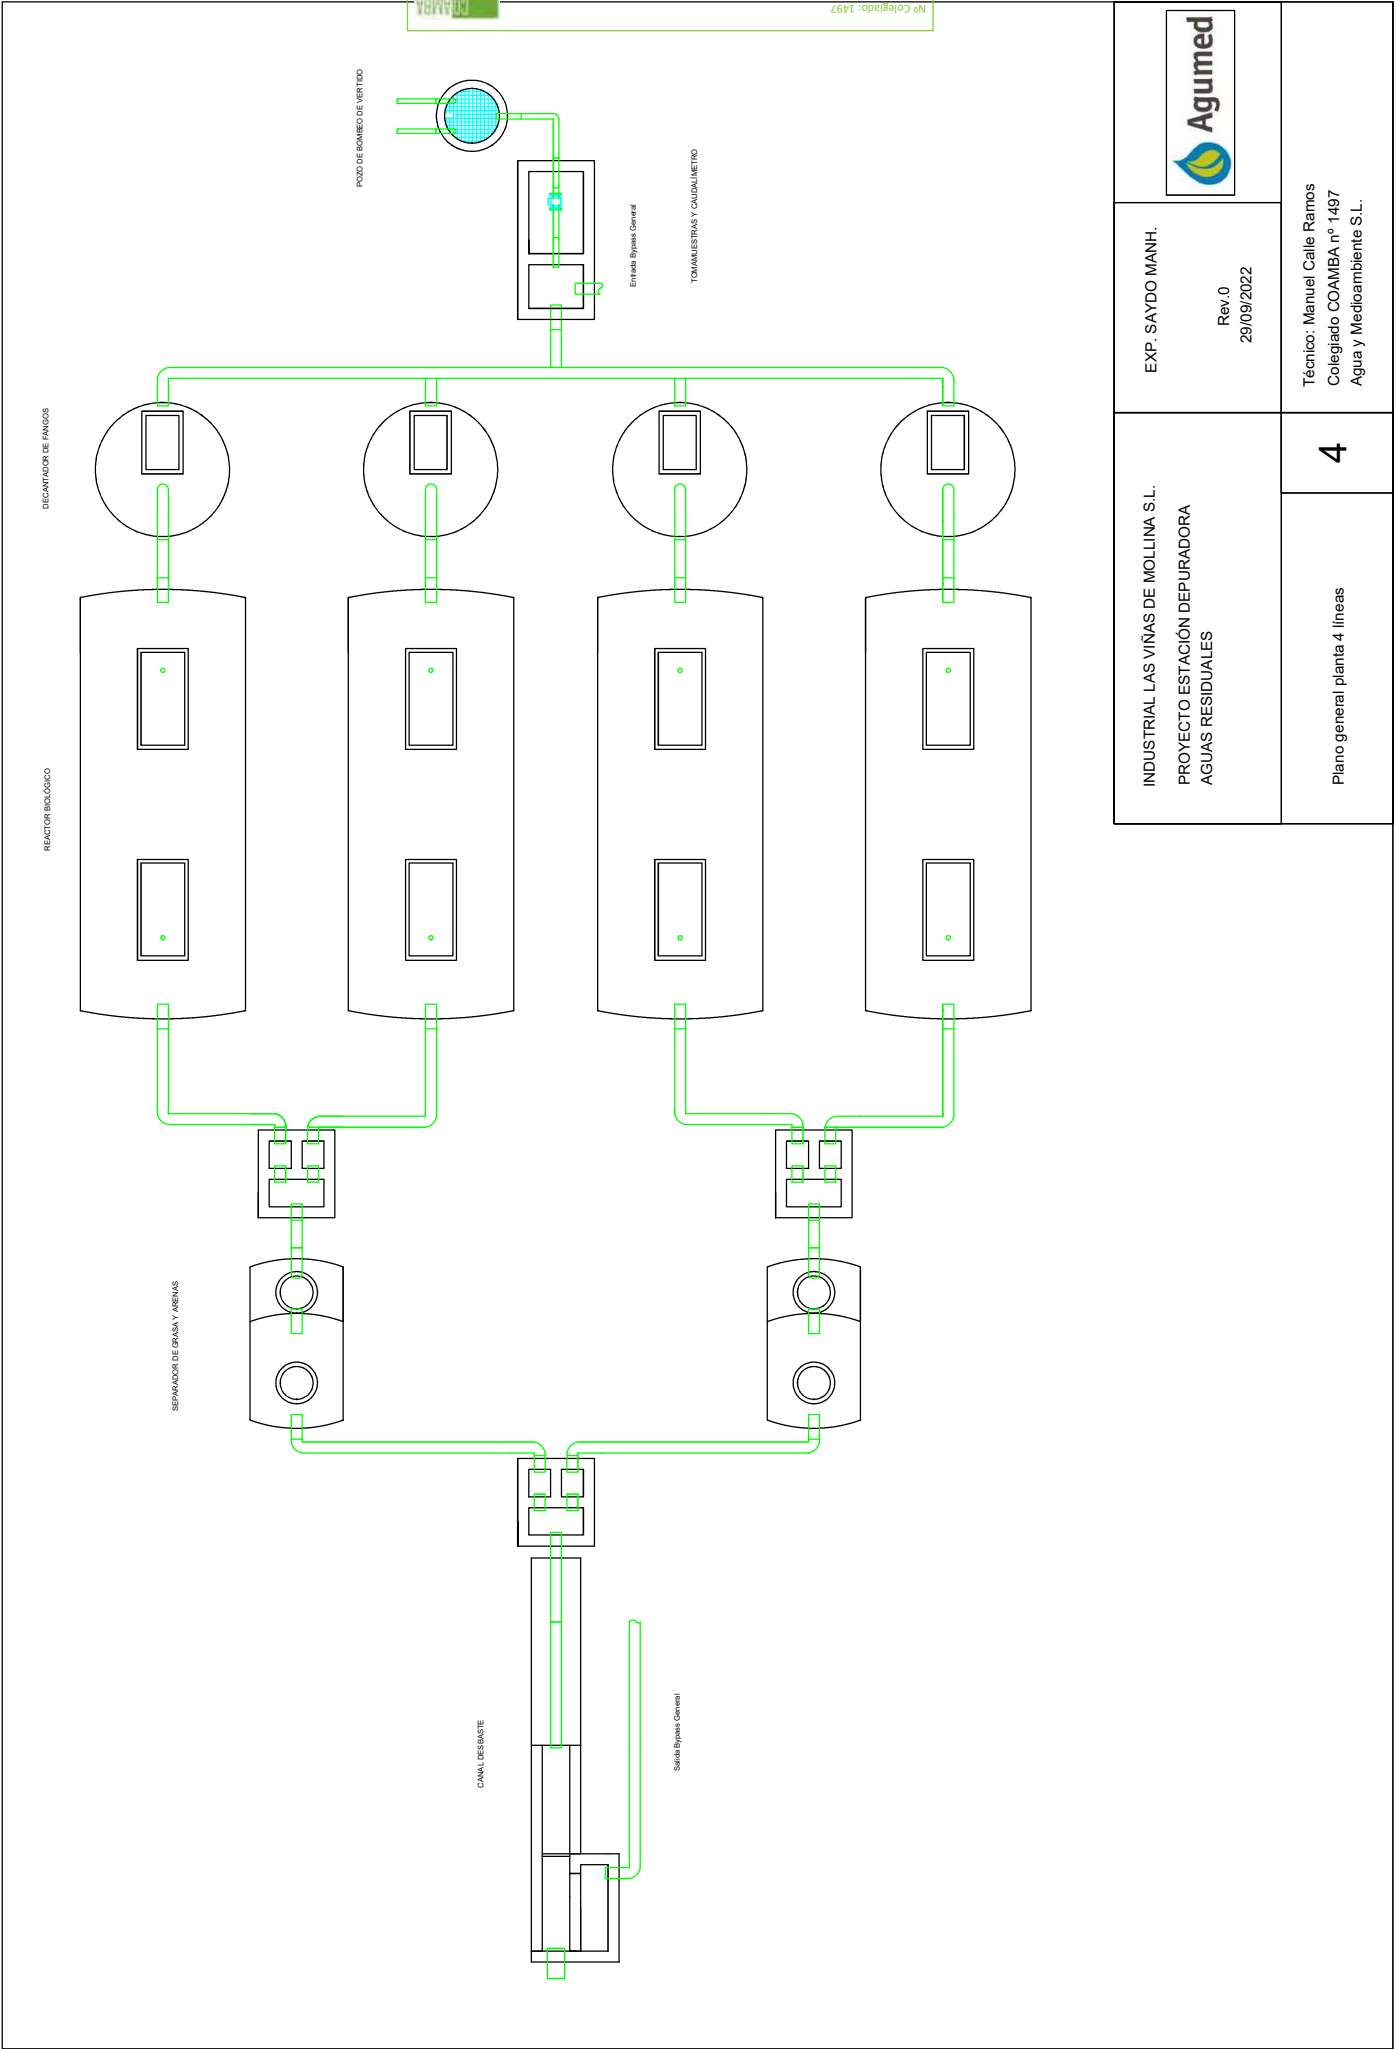 COAMBA
Nº Colegiado: 1497
POZO DE BOMBEO DE VERTIDO
Entrada Bypass General
TOMAMUESTRAS Y CAUDALÍMETRO
DECANTADOR DE FANGOS
REACTOR BIOLÓGICO
SEPARADOR DE GRASA Y ARENAS
CANAL DESBASTE
Salida Bypass General
INDUSTRIAL LAS VIÑAS DE MOLLINA S.L.
PROYECTO ESTACIÓN DEPURADORA
AGUAS RESIDUALES
EXP. SAYDO MANH.
Rev.0
29/09/2022
Agumed
Plano general planta 4 líneas
4
Técnico: Manuel Calle Ramos
Colegiado COAMBA nº 1497
Agua y Medioambiente S.L.